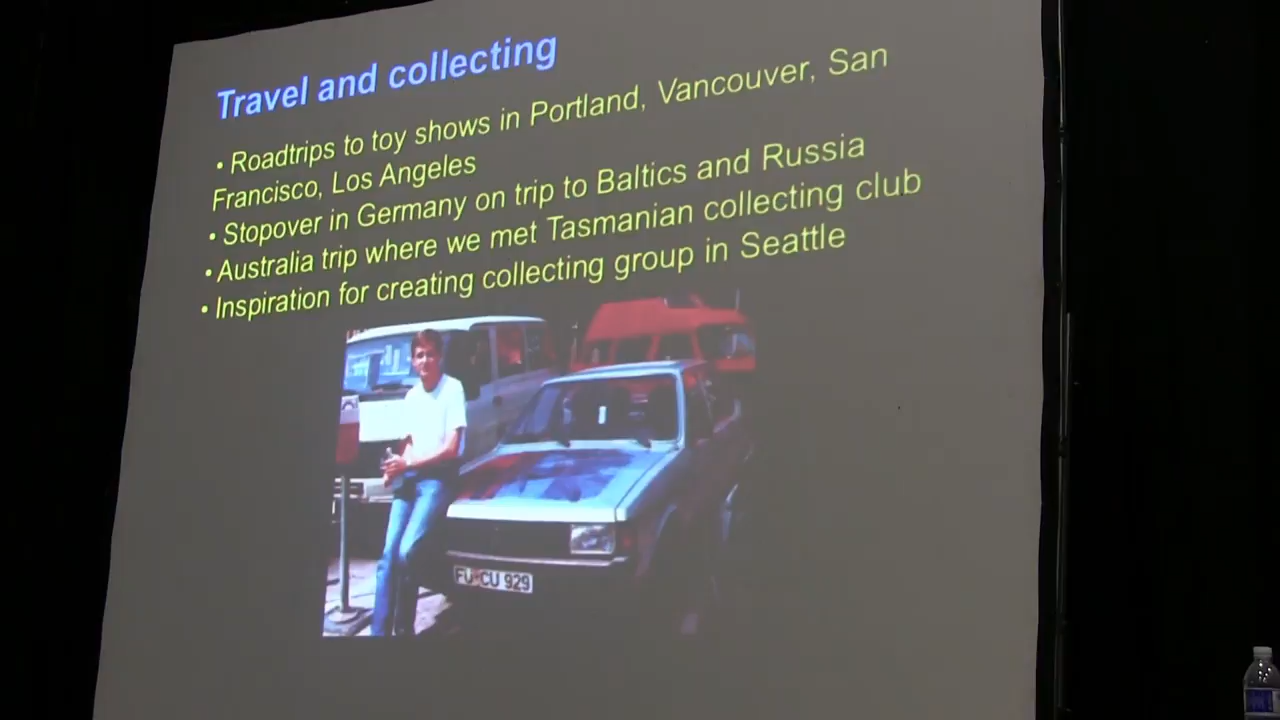 Travel and collecting
• Roadtrips to toy shows in Portland, Vancouver, San
Francisco, Los Angeles
• Stopover in Germany on trip to Baltics and Russia
• Australia trip where we met Tasmanian collecting club
• Inspiration for creating collecting group in Seattle
FÜ CU 929